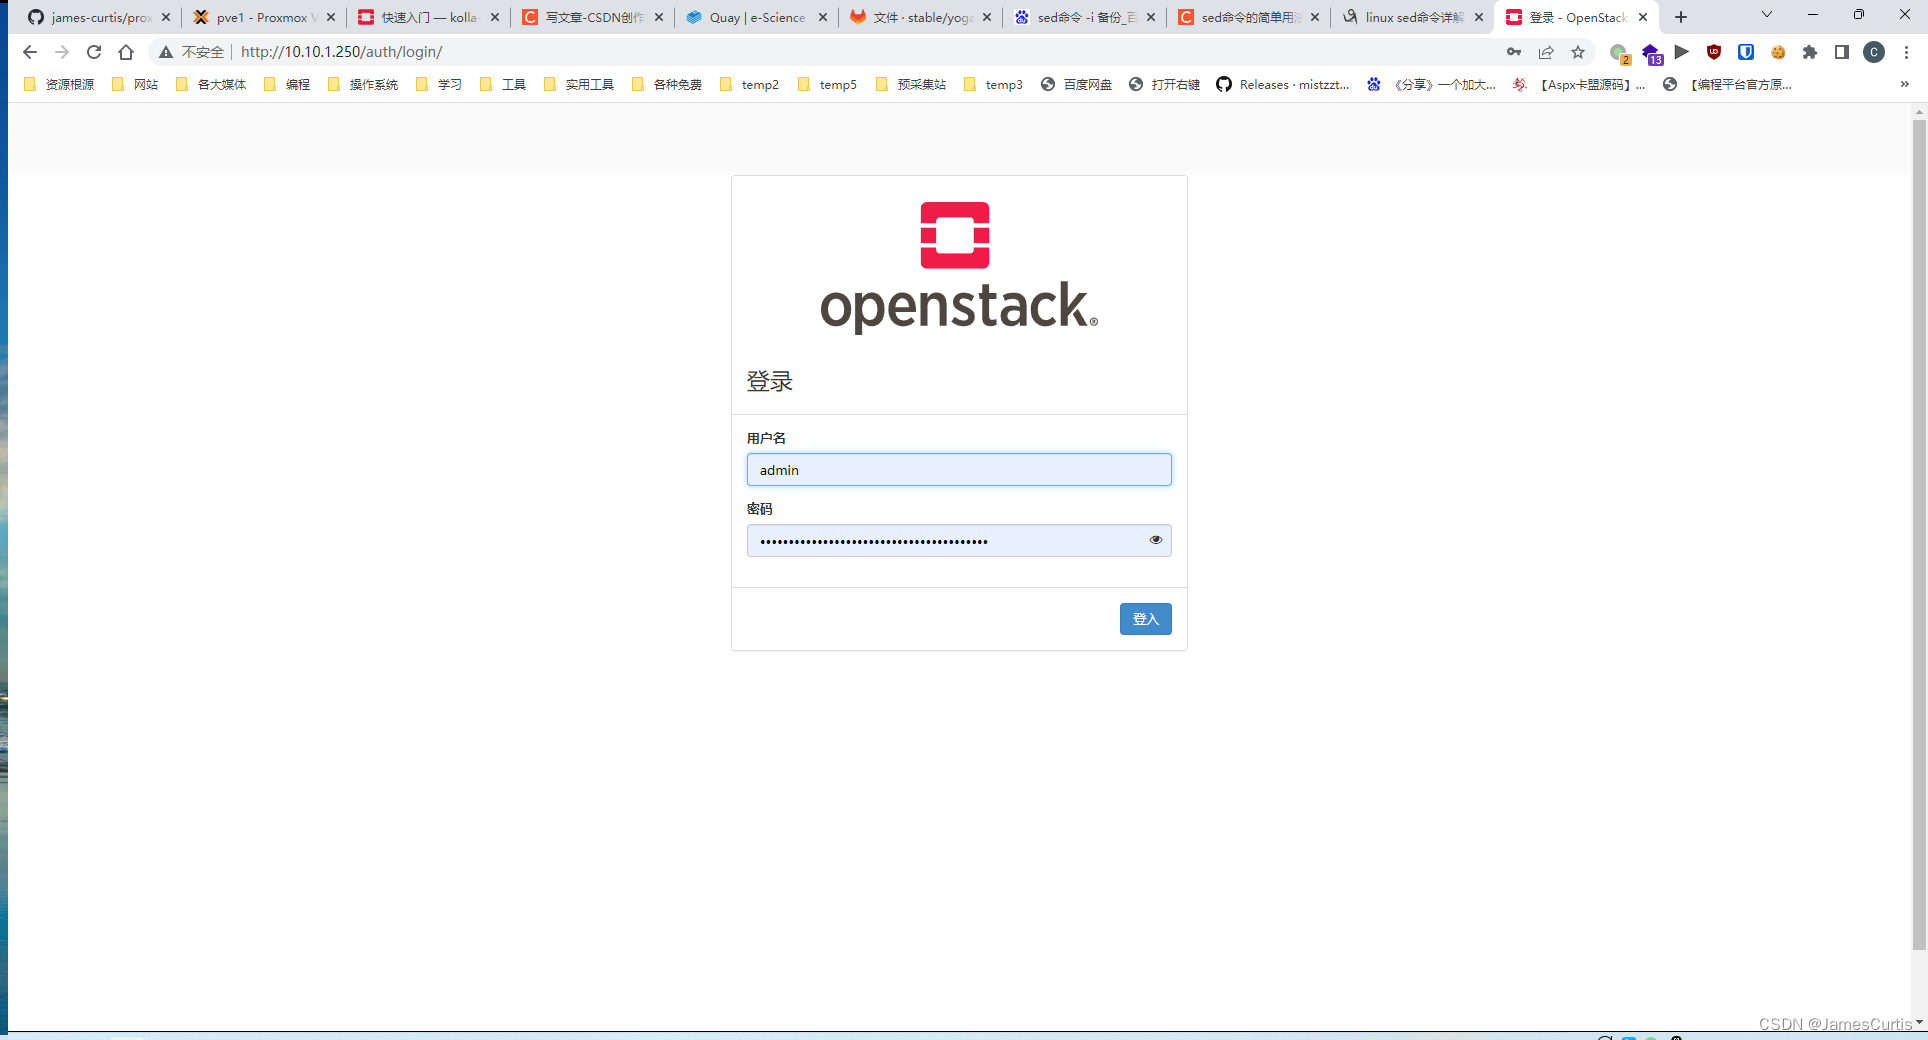 james-curtis/prox
pve1 - Proxmox V
快速入门 — kolla-
写文章-CSDN创作
Quay | e-Science
文件 · stable/yoga
sed命令 -i 备份_百
sed命令的简单用法
linux sed命令详解
登录 - OpenStack
不安全 http://10.10.1.250/auth/login/
2
13
C
资源根源 网站 各大媒体 编程 操作系统 学习 工具 实用工具 各种免费 temp2 temp5 预采集站 temp3 百度网盘 打开右键 Releases · mistzzt... 《分享》一个加大... 【Aspx卡盟源码】... 【编程平台官方原... »
openstack®
登录
用户名
admin
密码
登入
CSDN @JamesCurtis